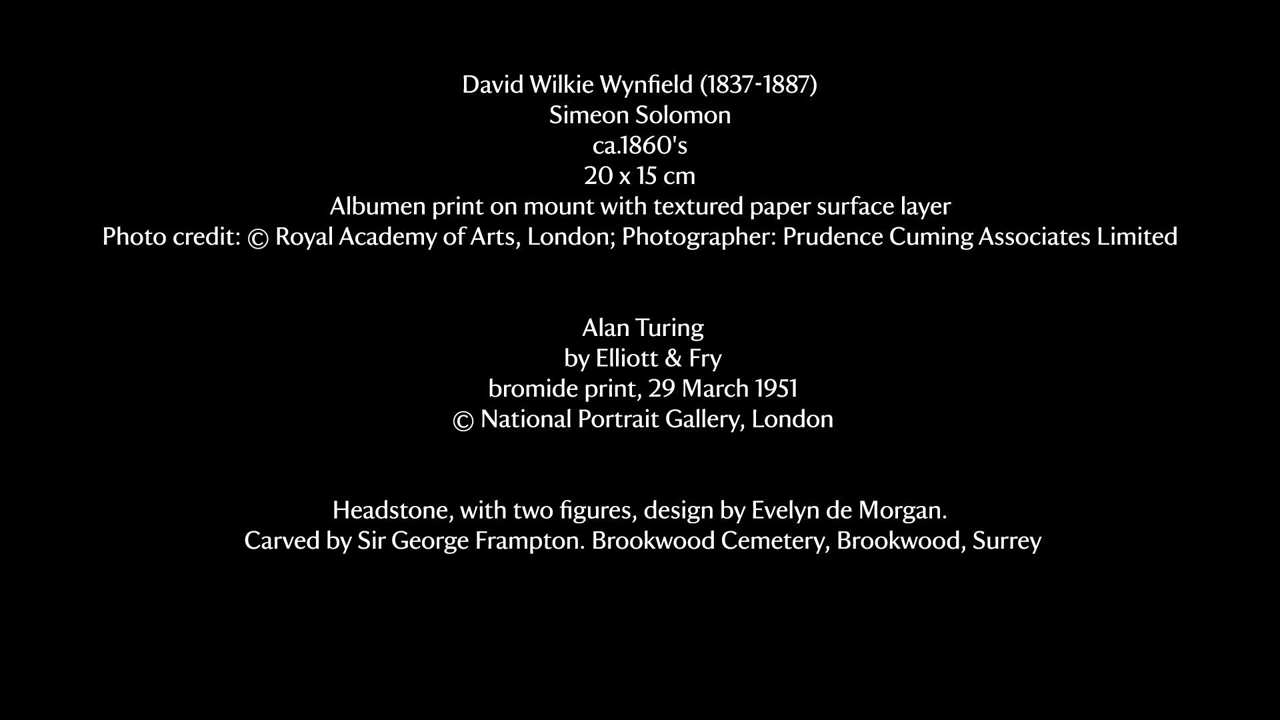 David Wilkie Wynfield (1837-1887)
Simeon Solomon
ca.1860's
20 x 15 cm
Albumen print on mount with textured paper surface layer
Photo credit: © Royal Academy of Arts, London; Photographer: Prudence Cuming Associates Limited
Alan Turing
by Elliott & Fry
bromide print, 29 March 1951
© National Portrait Gallery, London
Headstone, with two figures, design by Evelyn de Morgan.
Carved by Sir George Frampton. Brookwood Cemetery, Brookwood, Surrey